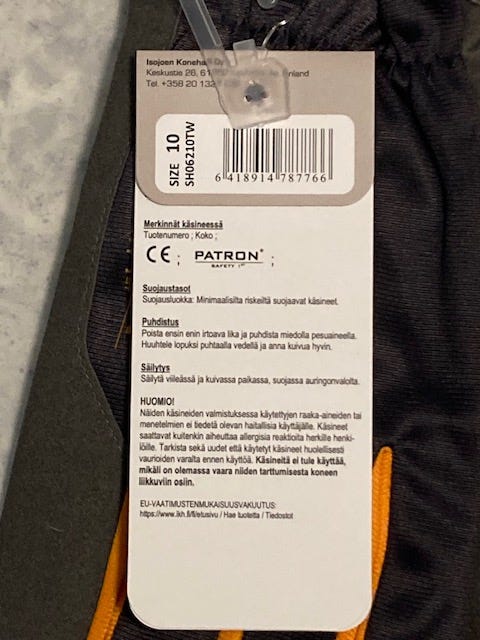 Isojoen Konehalli Oy
Keskustie 26, 61850 Kauhajoki As, Finland
Tel. +358 20 132
SIZE 10
SH06210TW
6 418914 787766
Merkinnät käsineessä
Tuotenumero ; Koko ;
CE ; PATRON® ;
SAFETY 1ST
Suojaustasot
Suojausluokka: Minimaalisilta riskeiltä suojaavat käsineet.
Puhdistus
Poista ensin enin irtoava lika ja puhdista miedolla pesuaineella.
Huuhtele lopuksi puhtaalla vedellä ja anna kuivua hyvin.
Säilytys
Säilytä viileässä ja kuivassa paikassa, suojassa auringonvalolta.
HUOMIO!
Näiden käsineiden valmistuksessa käytettyjen raaka-aineiden tai
menetelmien ei tiedetä olevan haitallisia käyttäjälle. Käsineet
saattavat kuitenkin aiheuttaa allergisia reaktioita herkille henki-
löille. Tarkista sekä uudet että käytetyt käsineet huolellisesti
vaurioiden varalta ennen käyttöä. Käsineitä ei tule käyttää,
mikäli on olemassa vaara niiden tarttumisesta koneen
liikkuviin osiin.
EU-VAATIMUSTENMUKAISUUSVAKUUTUS:
https://www.ikh.fi/fi/etusivu / Hae tuotetta / Tiedostot